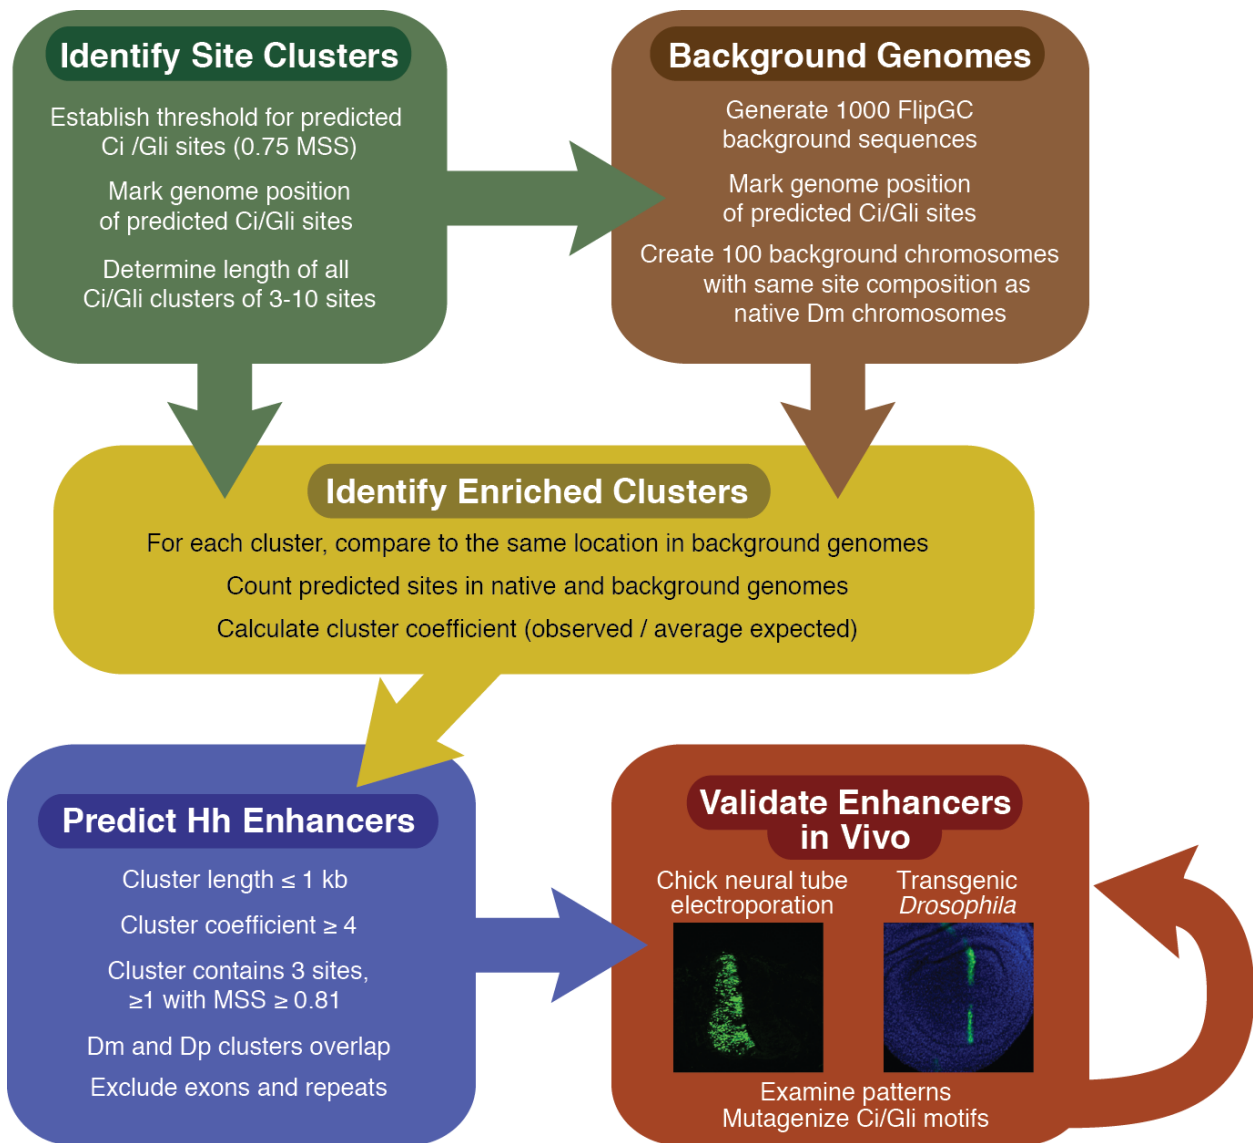 Identify Site Clusters
Establish threshold for predicted
Ci /Gli sites (0.75 MSS)
Mark genome position
of predicted Ci/Gli sites
Determine length of all
Ci/Gli clusters of 3-10 sites
Background Genomes
Generate 1000 FlipGC
background sequences
Mark genome position
of predicted Ci/Gli sites
Create 100 background chromosomes
with same site composition as
native Dm chromosomes
Identify Enriched Clusters
For each cluster, compare to the same location in background genomes
Count predicted sites in native and background genomes
Calculate cluster coefficient (observed / average expected)
Predict Hh Enhancers
Cluster length ≤ 1 kb
Cluster coefficient ≥ 4
Cluster contains 3 sites,
≥1 with MSS ≥ 0.81
Dm and Dp clusters overlap
Exclude exons and repeats
Validate Enhancers
in Vivo
Chick neural tube
electroporation
Transgenic
Drosophila
Examine patterns
Mutagenize Ci/Gli motifs